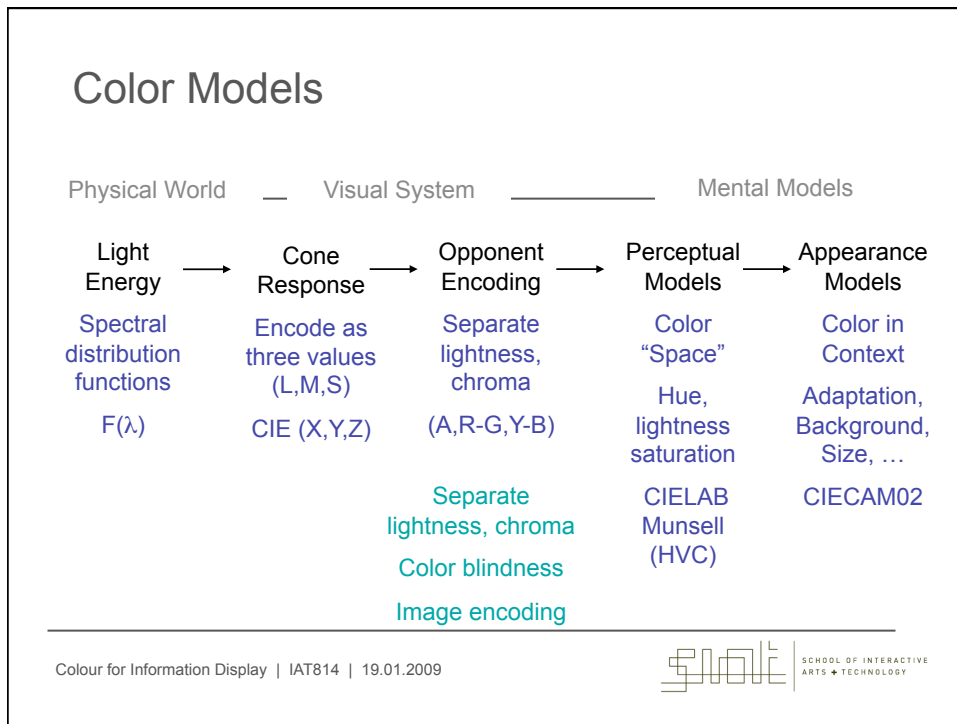 Color Models
Physical World
Visual System
Mental Models
Light
Energy
Cone
Response
Opponent
Encoding
Perceptual
Models
Appearance
Models
Spectral
distribution
functions
F(λ)
Encode as
three values
(L,M,S)
CIE (X,Y,Z)
Separate
lightness,
chroma
(A,R-G,Y-B)
Separate
lightness, chroma
Color blindness
Image encoding
Color
“Space”
Hue,
lightness
saturation
CIELAB
Munsell
(HVC)
Color in
Context
Adaptation,
Background,
Size, …
CIECAM02
Colour for Information Display | IAT814 | 19.01.2009
siat
SCHOOL OF INTERACTIVE
ARTS + TECHNOLOGY